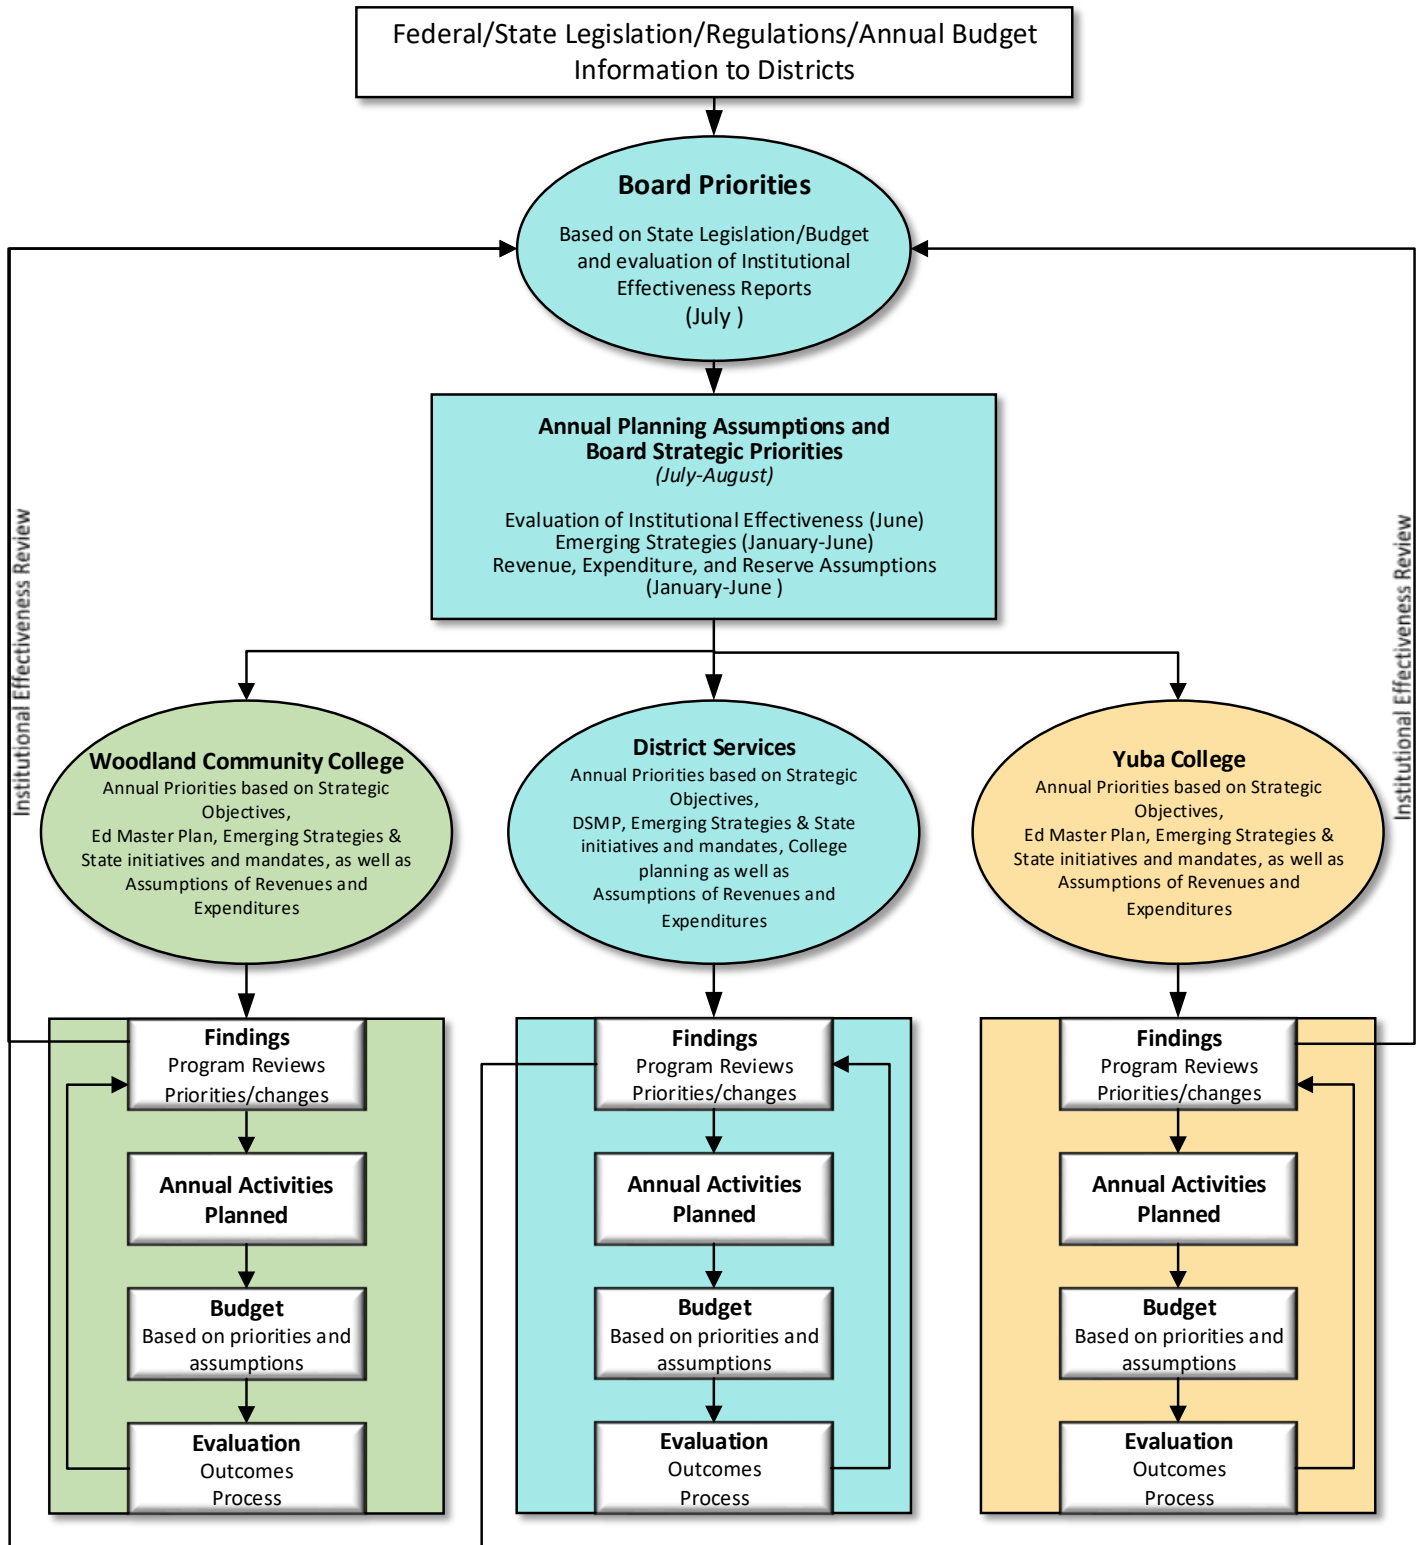 Federal/State Legislation/Regulations/Annual Budget
Information to Districts
Board Priorities
Based on State Legislation/Budget
and evaluation of Institutional
Effectiveness Reports
(July )
Annual Planning Assumptions and
Board Strategic Priorities
(July-August)
Evaluation of Institutional Effectiveness (June)
Emerging Strategies (January-June)
Revenue, Expenditure, and Reserve Assumptions
(January-June )
Institutional Effectiveness Review
Institutional Effectiveness Review
Woodland Community College
Annual Priorities based on Strategic
Objectives,
Ed Master Plan, Emerging Strategies &
State initiatives and mandates, as well as
Assumptions of Revenues and
Expenditures
District Services
Annual Priorities based on Strategic
Objectives,
DSMP, Emerging Strategies & State
initiatives and mandates, College
planning as well as
Assumptions of Revenues and
Expenditures
Yuba College
Annual Priorities based on Strategic
Objectives,
Ed Master Plan, Emerging Strategies &
State initiatives and mandates, as well as
Assumptions of Revenues and
Expenditures
Findings
Program Reviews
Priorities/changes
Annual Activities
Planned
Budget
Based on priorities and
assumptions
Evaluation
Outcomes
Process
Findings
Program Reviews
Priorities/changes
Annual Activities
Planned
Budget
Based on priorities and
assumptions
Evaluation
Outcomes
Process
Findings
Program Reviews
Priorities/changes
Annual Activities
Planned
Budget
Based on priorities and
assumptions
Evaluation
Outcomes
Process